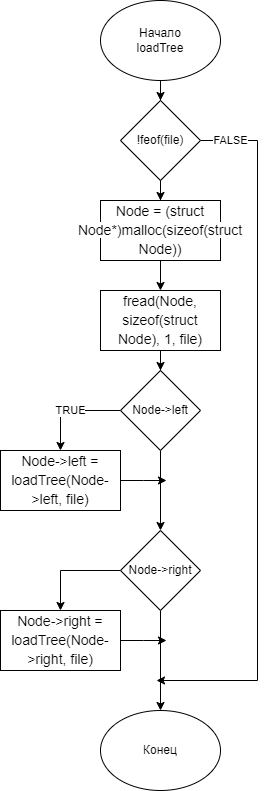 Начало
loadTree
!feof(file)
FALSE
Node = (struct
Node*)malloc(sizeof(struct
Node))
fread(Node,
sizeof(struct
Node), 1, file)
Node->left
TRUE
Node->left =
loadTree(Node-
>left, file)
Node->right
Node->right =
loadTree(Node-
>right, file)
Конец